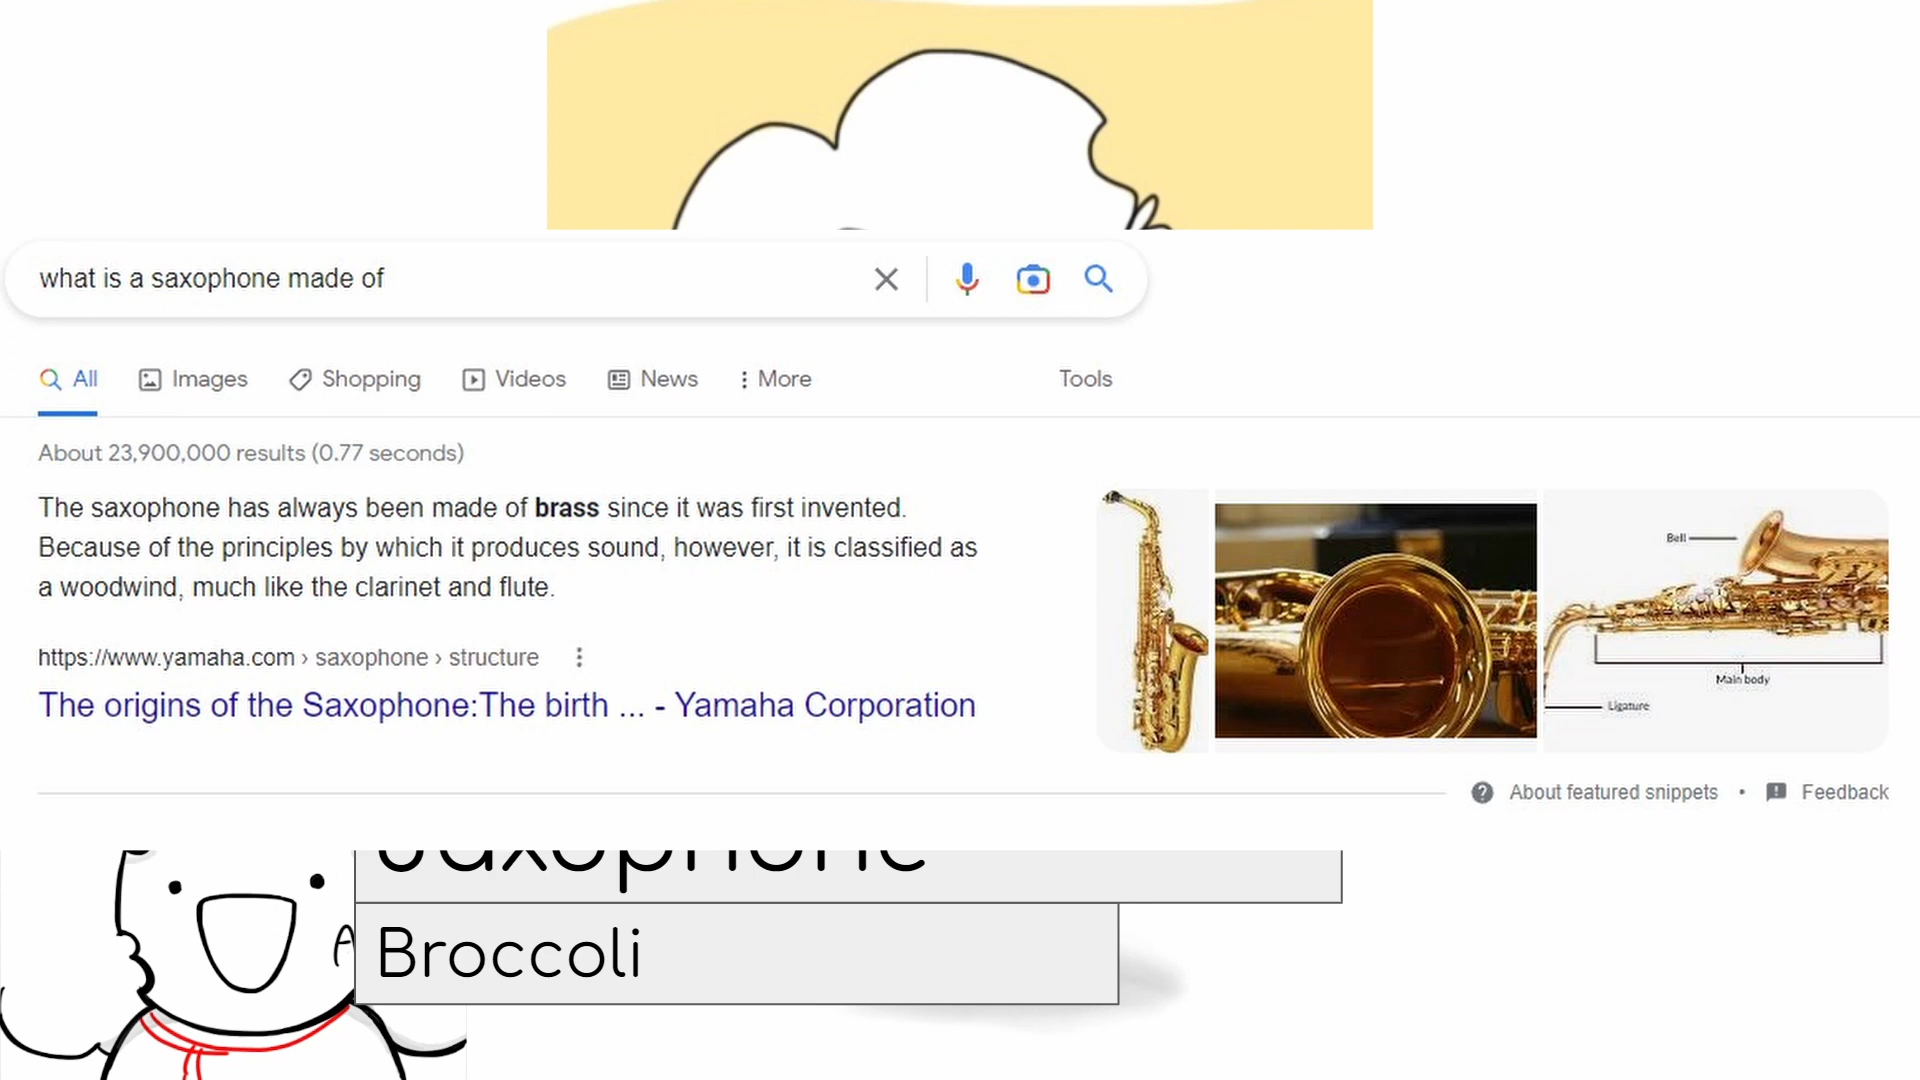 what is a saxophone made of
All Images Shopping Videos News More Tools
About 23,900,000 results (0.77 seconds)
The saxophone has always been made of brass since it was first invented.
Because of the principles by which it produces sound, however, it is classified as
a woodwind, much like the clarinet and flute.
https://www.yamaha.com › saxophone › structure
The origins of the Saxophone:The birth ... - Yamaha Corporation
Bell
Main body
Ligature
About featured snippets • Feedback
Saxophone
A
Broccoli